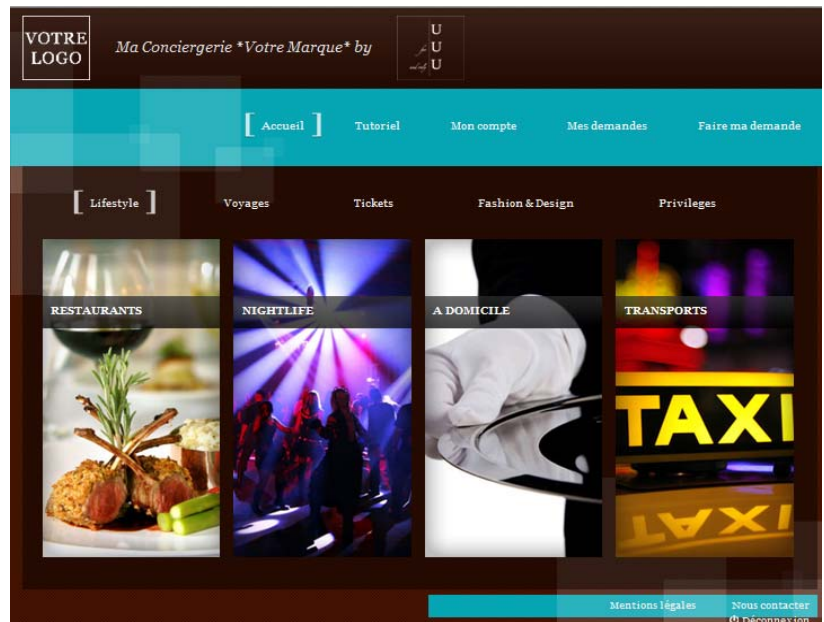 VOTRE
LOGO
Ma Conciergerie *Votre Marque* by
U
U
U
[ Accueil ] Tutoriel Mon compte Mes demandes Faire ma demande
[ Lifestyle ] Voyages Tickets Fashion & Design Privileges
RESTAURANTS NIGHTLIFE A DOMICILE TRANSPORTS
TAXI
Mentions légales Nous contacter
Déconnexion